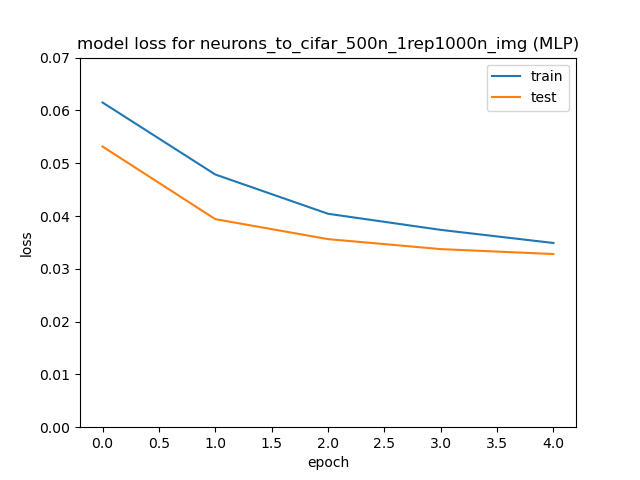 model loss for neurons_to_cifar_500n_1rep1000n_img (MLP)
train
test
loss
0.07
0.06
0.05
0.04
0.03
0.02
0.01
0.00
0.0 0.5 1.0 1.5 2.0 2.5 3.0 3.5 4.0
epoch